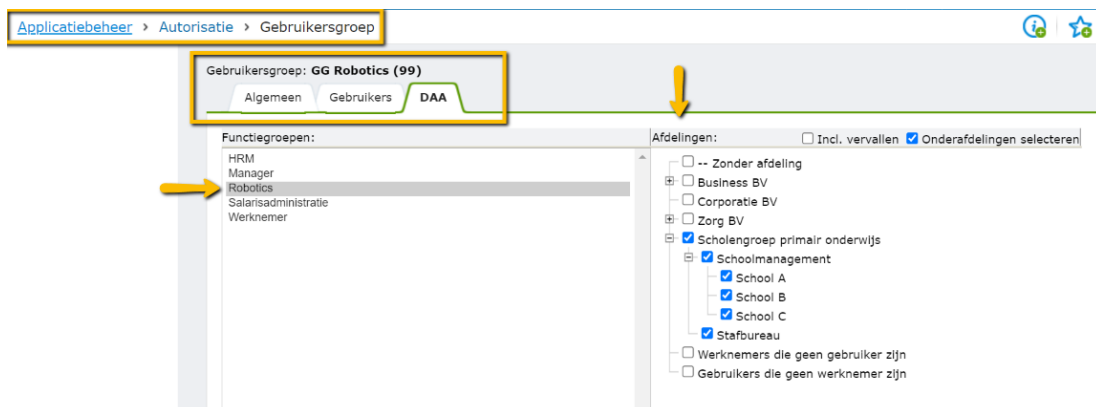 Applicatiebeheer > Autorisatie > Gebruikersgroep
Gebruikersgroep: GG Robotics (99)
Algemeen Gebruikers DAA
Functiegroepen:
HRM
Manager
Robotics
Salarisadministratie
Werknemer
Afdelingen: Incl. vervallen Onderafdelingen selecteren
-- Zonder afdeling
Business BV
Corporatie BV
Zorg BV
Scholengroep primair onderwijs
Schoolmanagement
School A
School B
School C
Stafbureau
Werknemers die geen gebruiker zijn
Gebruikers die geen werknemer zijn